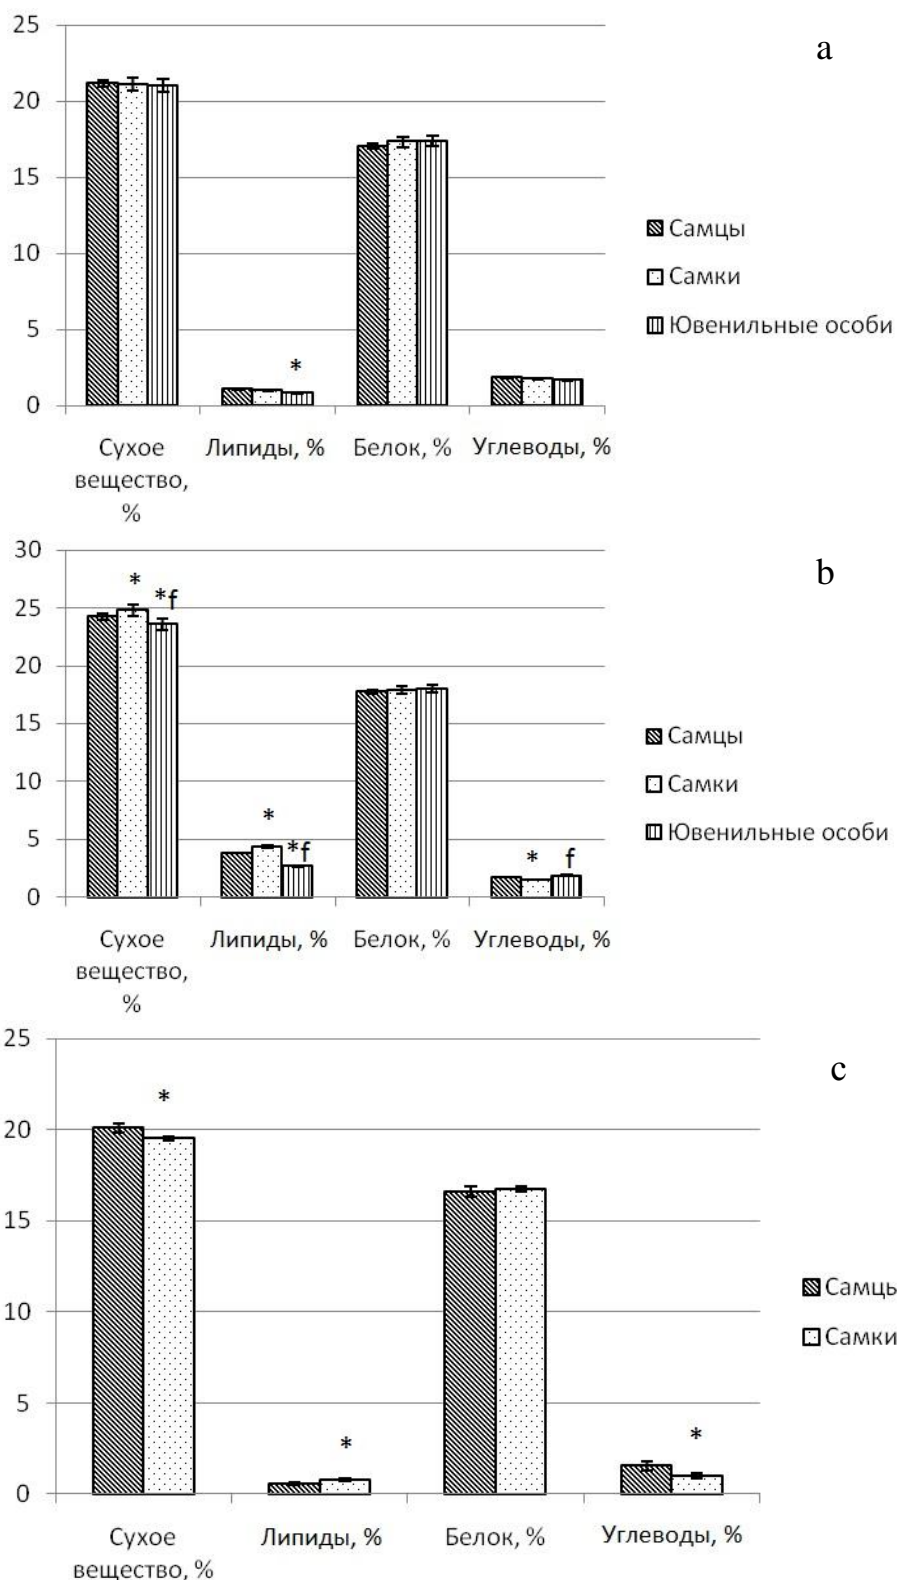 a
25
20
15
10
5
0
*
Сухое
вещество,
%
Липиды, %
Белок, %
Углеводы, %
Самцы
Самки
Ювенильные особи
b
30
25
20
15
10
5
0
*
*f
*
*f
*
f
Сухое
вещество,
%
Липиды, %
Белок, %
Углеводы, %
Самцы
Самки
Ювенильные особи
c
25
20
15
10
5
0
*
*
*
Сухое
вещество, %
Липиды, %
Белок, %
Углеводы, %
Самць
Самки